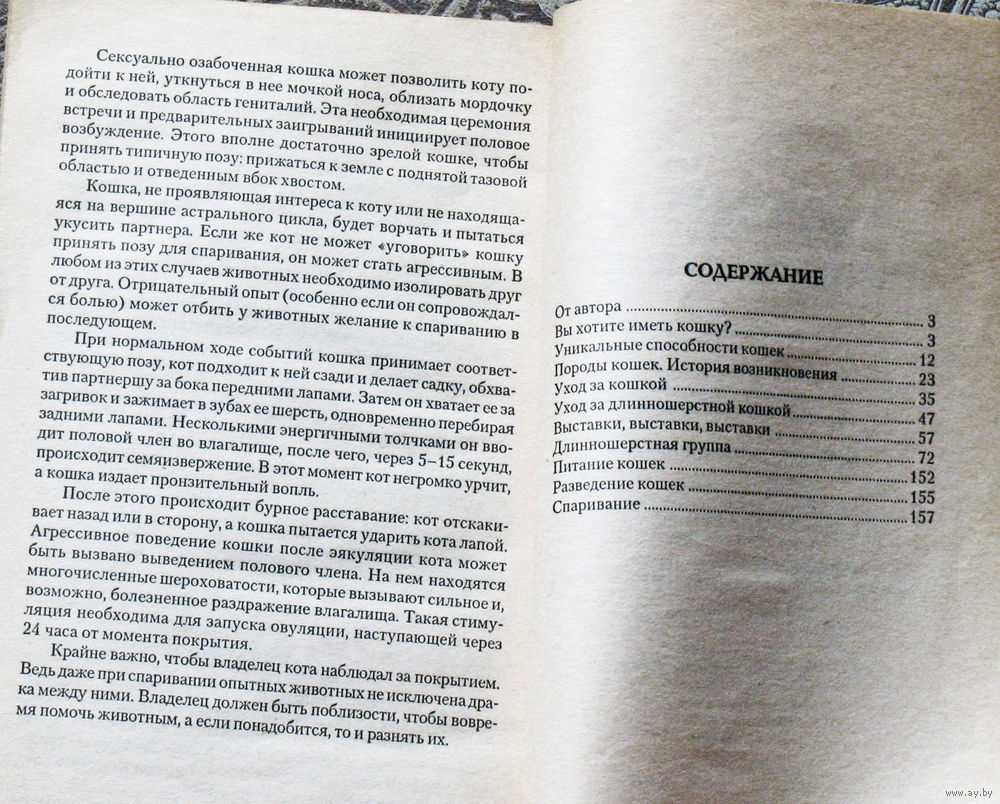 Сексуально озабоченная кошка может позволить коту по-
дойти к ней, уткнуться в нее мочкой носа, облизать мордочку
и обследовать область гениталий. Эта необходимая церемония
встречи и предварительных заигрываний инициирует половое
возбуждение. Этого вполне достаточно зрелой кошке, чтобы
принять типичную позу: прижаться к земле с поднятой тазовой
областью и отведенным вбок хвостом.
Кошка, не проявляющая интереса к коту или не находяща-
яся на вершине астрального цикла, будет ворчать и пытаться
укусить партнера. Если же кот не может «уговорить» кошку
принять позу для спаривания, он может стать агрессивным. В
любом из этих случаев животных необходимо изолировать друг
от друга. Отрицательный опыт (особенно если он сопровождал-
ся болью) может отбить у животных желание к спариванию в
последующем.
При нормальном ходе событий кошка принимает соответ-
ствующую позу, кот подходит к ней сзади и делает садку, обхва-
тив партнершу за бока передними лапами. Затем он хватает ее за
загривок и зажимает в зубах ее шерсть, одновременно перебирая
задними лапами. Несколькими энергичными толчками он вво-
дит половой член во влагалище, после чего, через 5–15 секунд,
происходит семяизвержение. В этот момент кот негромко урчит,
а кошка издает пронзительный вопль.
После этого происходит бурное расставание: кот отскаки-
вает назад или в сторону, а кошка пытается ударить кота лапой.
Агрессивное поведение кошки после эякуляции кота может
быть вызвано выведением полового члена. На нем находятся
многочисленные шероховатости, которые вызывают сильное и,
возможно, болезненное раздражение влагалища. Такая стиму-
ляция необходима для запуска овуляции, наступающей через
24 часа от момента покрытия.
Крайне важно, чтобы владелец кота наблюдал за покрытием.
Ведь даже при спаривании опытных животных не исключена дра-
ка между ними. Владелец должен быть поблизости, чтобы вовре-
мя помочь животным, а если понадобится, то и разнять их.
СОДЕРЖАНИЕ
От автора ........ 3
Вы хотите иметь кошку? ........ 3
Уникальные способности кошек ........ 12
Породы кошек. История возникновения ........ 23
Уход за кошкой ........ 35
Уход за длинношерстной кошкой ........ 47
Выставки, выставки, выставки ........ 57
Длинношерстная группа ........ 72
Питание кошек ........ 152
Разведение кошек ........ 155
Спаривание ........ 157
www.ay.by